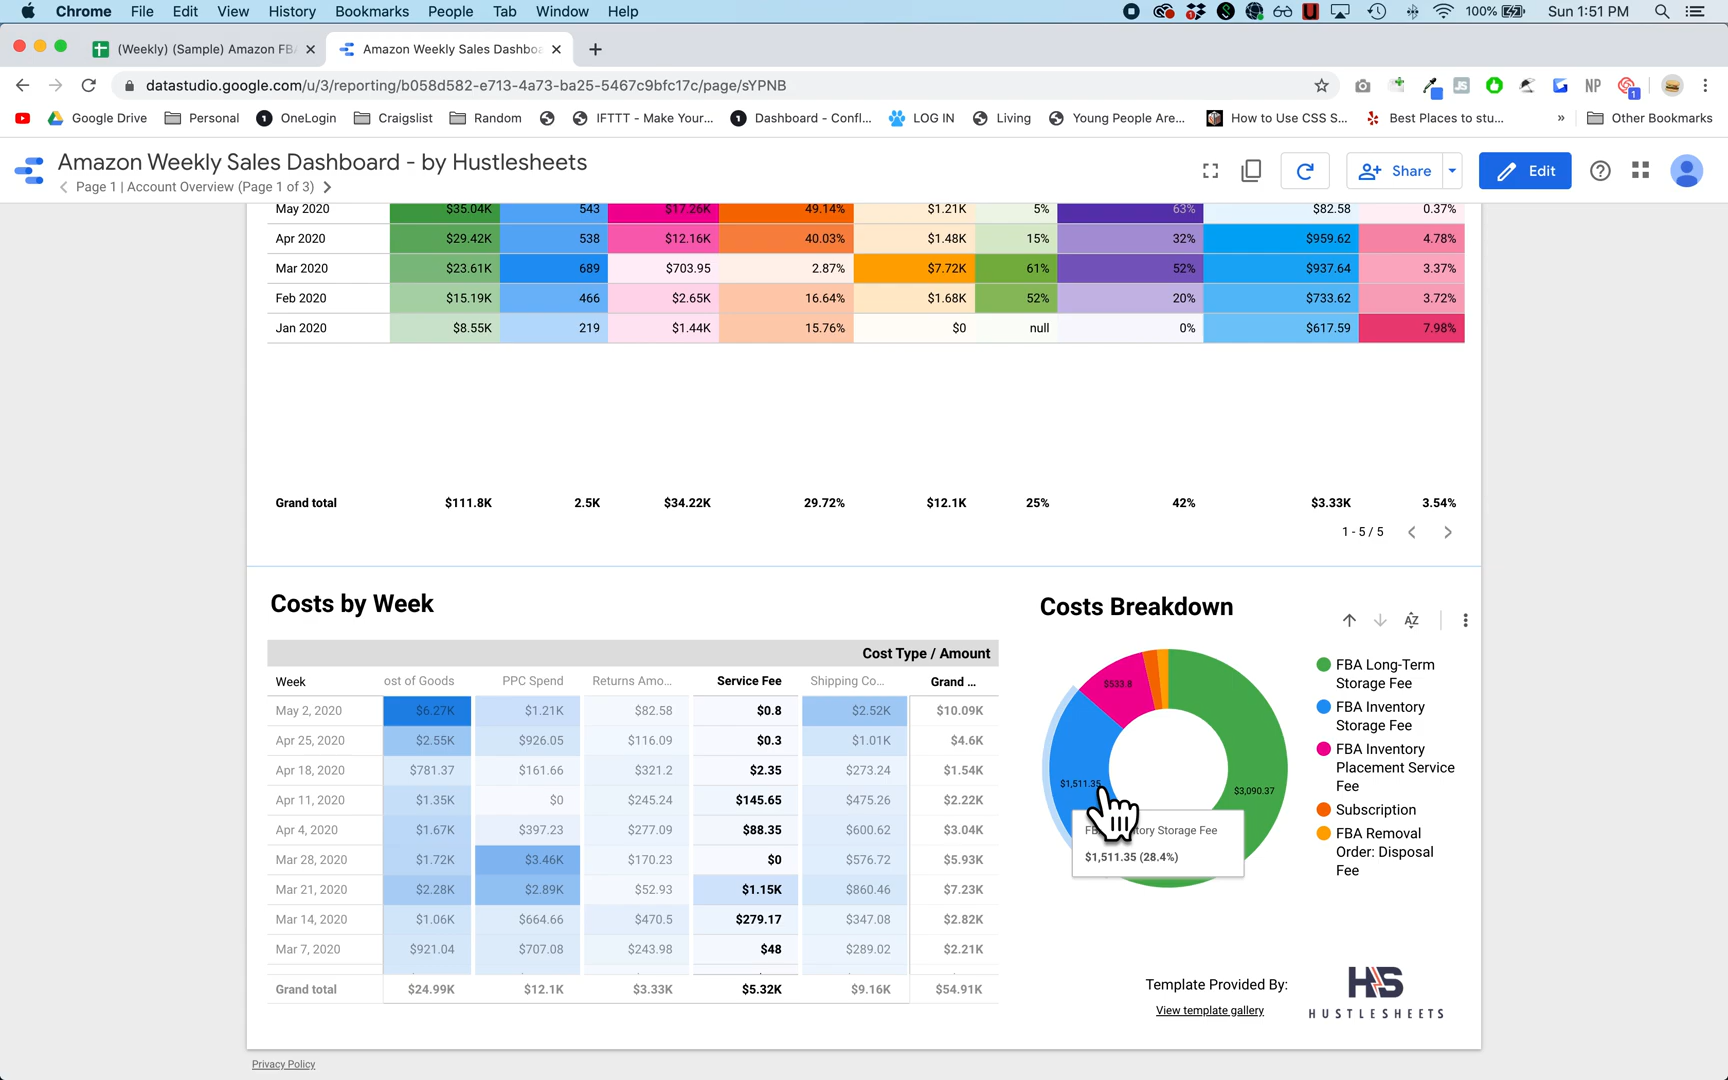 Chrome File Edit View History Bookmarks People Tab Window Help 100% Sun 1:51 PM
(Weekly) (Sample) Amazon FBA
Amazon Weekly Sales Dashboa
datastudio.google.com/u/3/reporting/b058d582-e713-4a73-ba25-5467c9bfc17c/page/sYPNB
JS NP 1
Google Drive Personal OneLogin Craigslist Random IFTTT - Make Your... Dashboard - Confl... LOG IN Living Young People Are... How to Use CSS S... Best Places to stu... » Other Bookmarks
Amazon Weekly Sales Dashboard - by Hustlesheets
Page 1 | Account Overview (Page 1 of 3)
Share
Edit
May 2020 $35.04K 543 $17.26K 49.14% $1.21K 5% 63% $82.58 0.37%
Apr 2020 $29.42K 538 $12.16K 40.03% $1.48K 15% 32% $959.62 4.78%
Mar 2020 $23.61K 689 $703.95 2.87% $7.72K 61% 52% $937.64 3.37%
Feb 2020 $15.19K 466 $2.65K 16.64% $1.68K 52% 20% $733.62 3.72%
Jan 2020 $8.55K 219 $1.44K 15.76% $0 null 0% $617.59 7.98%
Grand total $111.8K 2.5K $34.22K 29.72% $12.1K 25% 42% $3.33K 3.54%
1 - 5 / 5
Costs by Week
Cost Type / Amount
Week ost of Goods PPC Spend Returns Amo... Service Fee Shipping Co... Grand ...
May 2, 2020 $6.27K $1.21K $82.58 $0.8 $2.52K $10.09K
Apr 25, 2020 $2.55K $926.05 $116.09 $0.3 $1.01K $4.6K
Apr 18, 2020 $781.37 $161.66 $321.2 $2.35 $273.24 $1.54K
Apr 11, 2020 $1.35K $0 $245.24 $145.65 $475.26 $2.22K
Apr 4, 2020 $1.67K $397.23 $277.09 $88.35 $600.62 $3.04K
Mar 28, 2020 $1.72K $3.46K $170.23 $0 $576.72 $5.93K
Mar 21, 2020 $2.28K $2.89K $52.93 $1.15K $860.46 $7.23K
Mar 14, 2020 $1.06K $664.66 $470.5 $279.17 $347.08 $2.82K
Mar 7, 2020 $921.04 $707.08 $243.98 $48 $289.02 $2.21K
Grand total $24.99K $12.1K $3.33K $5.32K $9.16K $54.91K
Costs Breakdown
AZ
$533.8
$1,511.35
$3,090.37
FB tory Storage Fee
$1,511.35 (28.4%)
FBA Long-Term
Storage Fee
FBA Inventory
Storage Fee
FBA Inventory
Placement Service
Fee
Subscription
FBA Removal
Order: Disposal
Fee
Template Provided By:
View template gallery
HS
HUSTLESHEETS
Privacy Policy